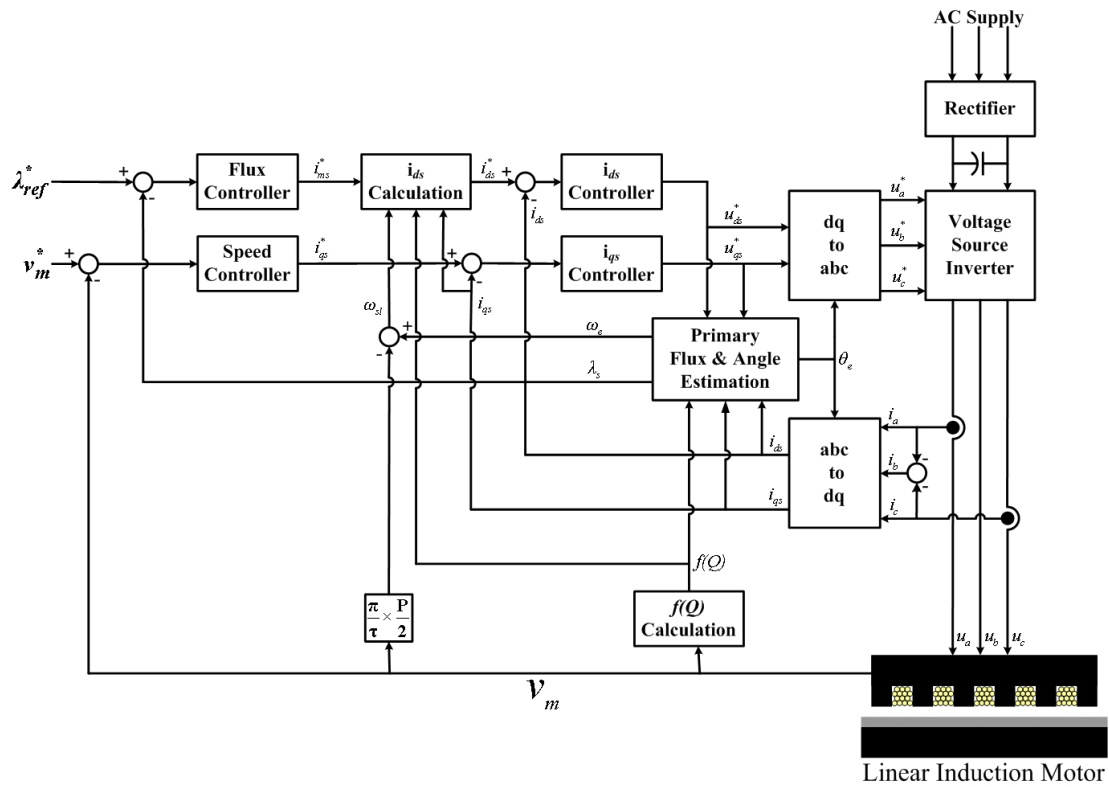 AC Supply
Rectifier
λ*ref
+
-
Flux
Controller
i*ms
ids
Calculation
i*ds
+
-
ids
ids
Controller
u*ds
dq
to
abc
u*a
u*b
u*c
Voltage
Source
Inverter
v*m
+
-
Speed
Controller
i*qs
+
-
iqs
iqs
Controller
u*qs
ωsl
+
-
ωe
λs
Primary
Flux & Angle
Estimation
θe
ids
iqs
abc
to
dq
ia
ib
ic
-
-
f(Q)
π/τ × P/2
f(Q)
Calculation
ua
ub
uc
vm
Linear Induction Motor